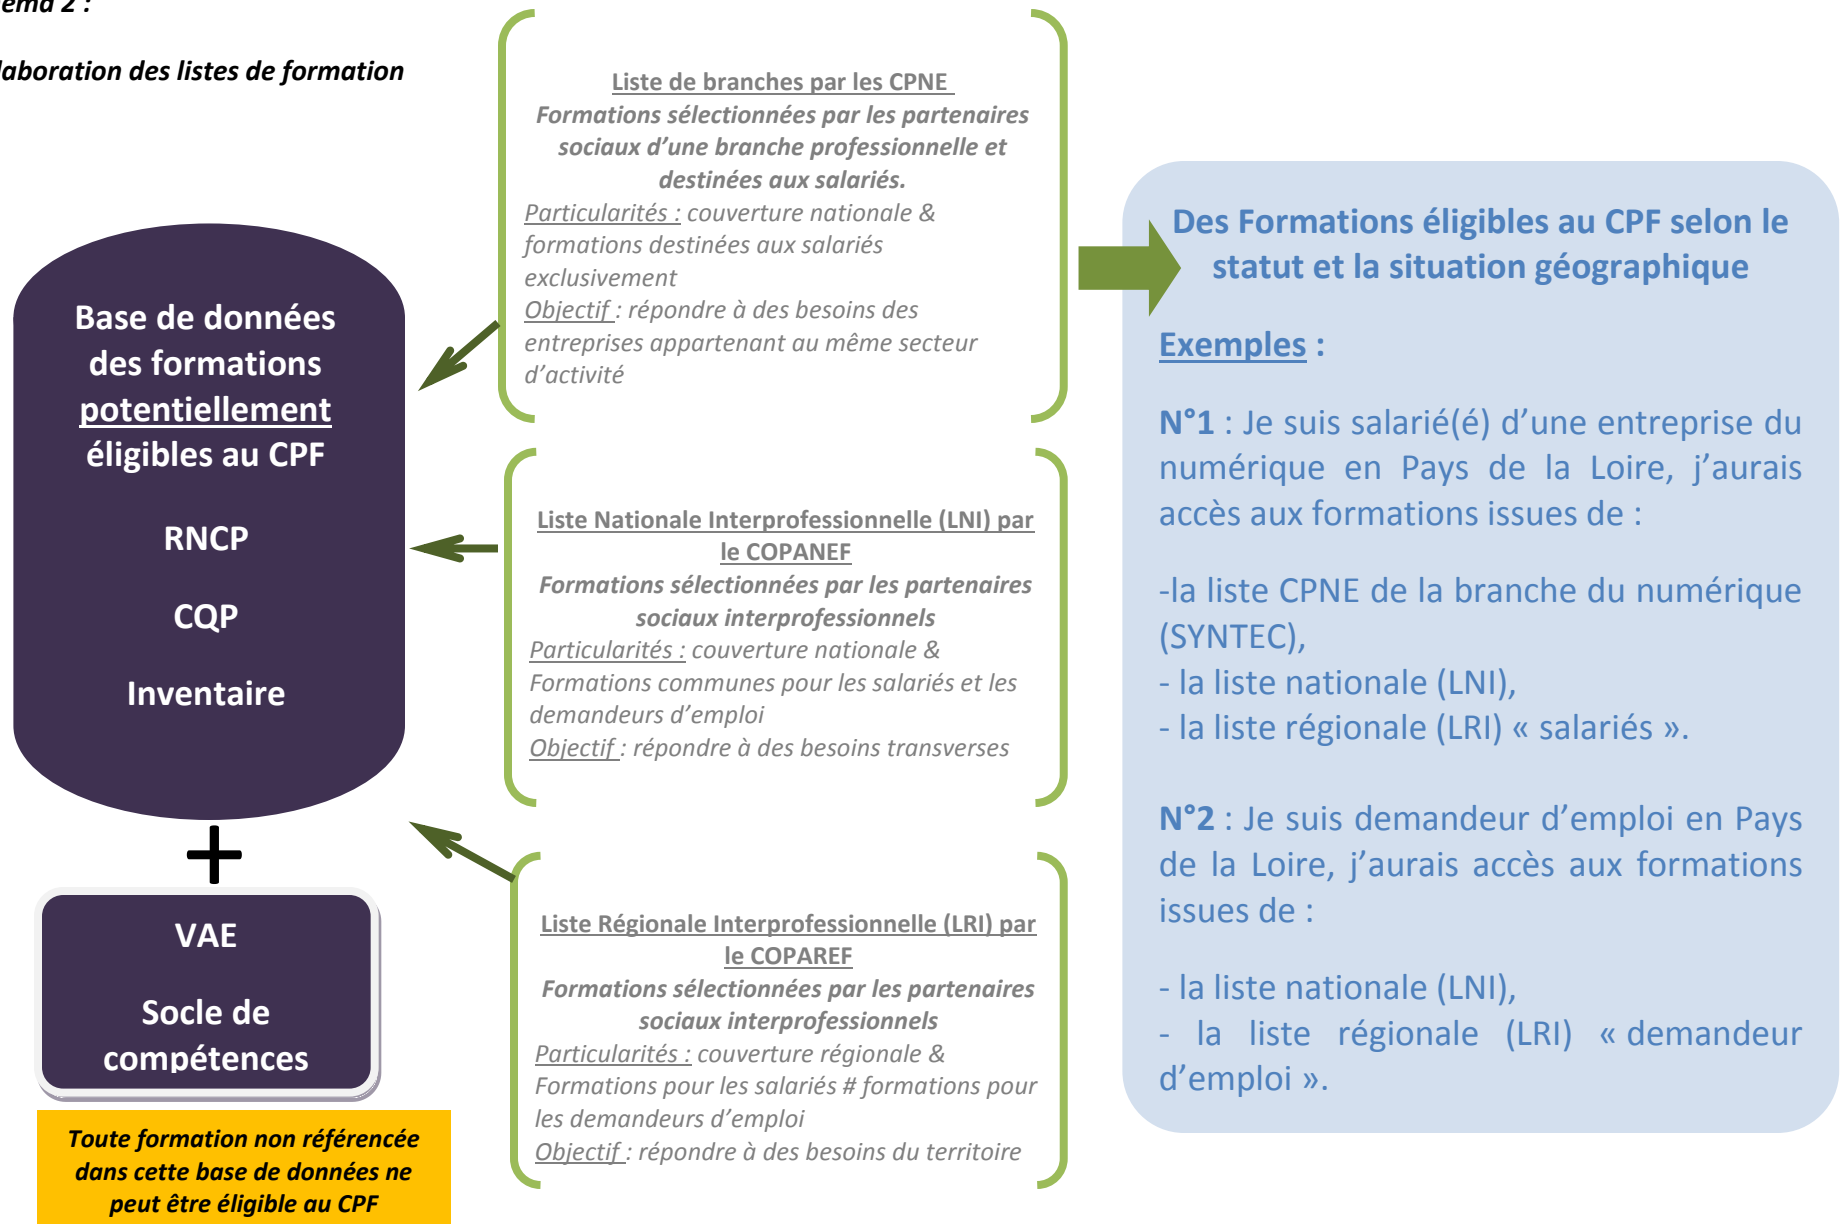 éma 2 :
laboration des listes de formation
Base de données
des formations
potentiellement
éligibles au CPF
RNCP
CQP
Inventaire
+
VAE
Socle de
compétences
Toute formation non référencée
dans cette base de données ne
peut être éligible au CPF
Liste de branches par les CPNE
Formations sélectionnées par les partenaires
sociaux d’une branche professionnelle et
destinées aux salariés.
Particularités : couverture nationale &
formations destinées aux salariés
exclusivement
Objectif : répondre à des besoins des
entreprises appartenant au même secteur
d’activité
Liste Nationale Interprofessionnelle (LNI) par
le COPANEF
Formations sélectionnées par les partenaires
sociaux interprofessionnels
Particularités : couverture nationale &
Formations communes pour les salariés et les
demandeurs d’emploi
Objectif : répondre à des besoins transverses
Liste Régionale Interprofessionnelle (LRI) par
le COPAREF
Formations sélectionnées par les partenaires
sociaux interprofessionnels
Particularités : couverture régionale &
Formations pour les salariés # formations pour
les demandeurs d’emploi
Objectif : répondre à des besoins du territoire
Des Formations éligibles au CPF selon le
statut et la situation géographique
Exemples :
N°1 : Je suis salarié(é) d’une entreprise du
numérique en Pays de la Loire, j’aurais
accès aux formations issues de :
-la liste CPNE de la branche du numérique
(SYNTEC),
- la liste nationale (LNI),
- la liste régionale (LRI) « salariés ».
N°2 : Je suis demandeur d’emploi en Pays
de la Loire, j’aurais accès aux formations
issues de :
- la liste nationale (LNI),
- la liste régionale (LRI) « demandeur
d’emploi ».